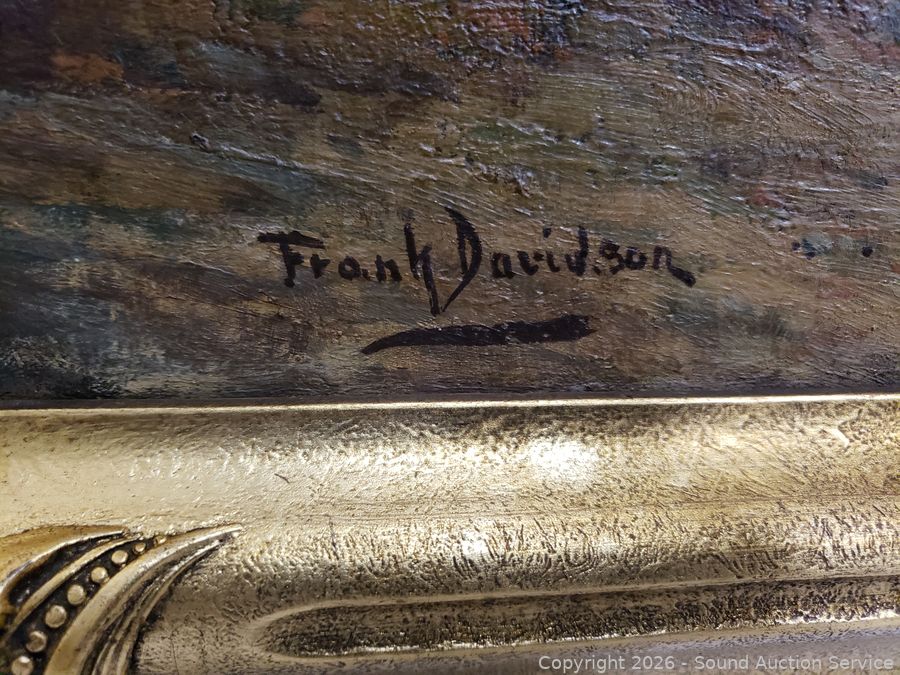 Frank Davidson
Copyright 2026 - Sound Auction Service